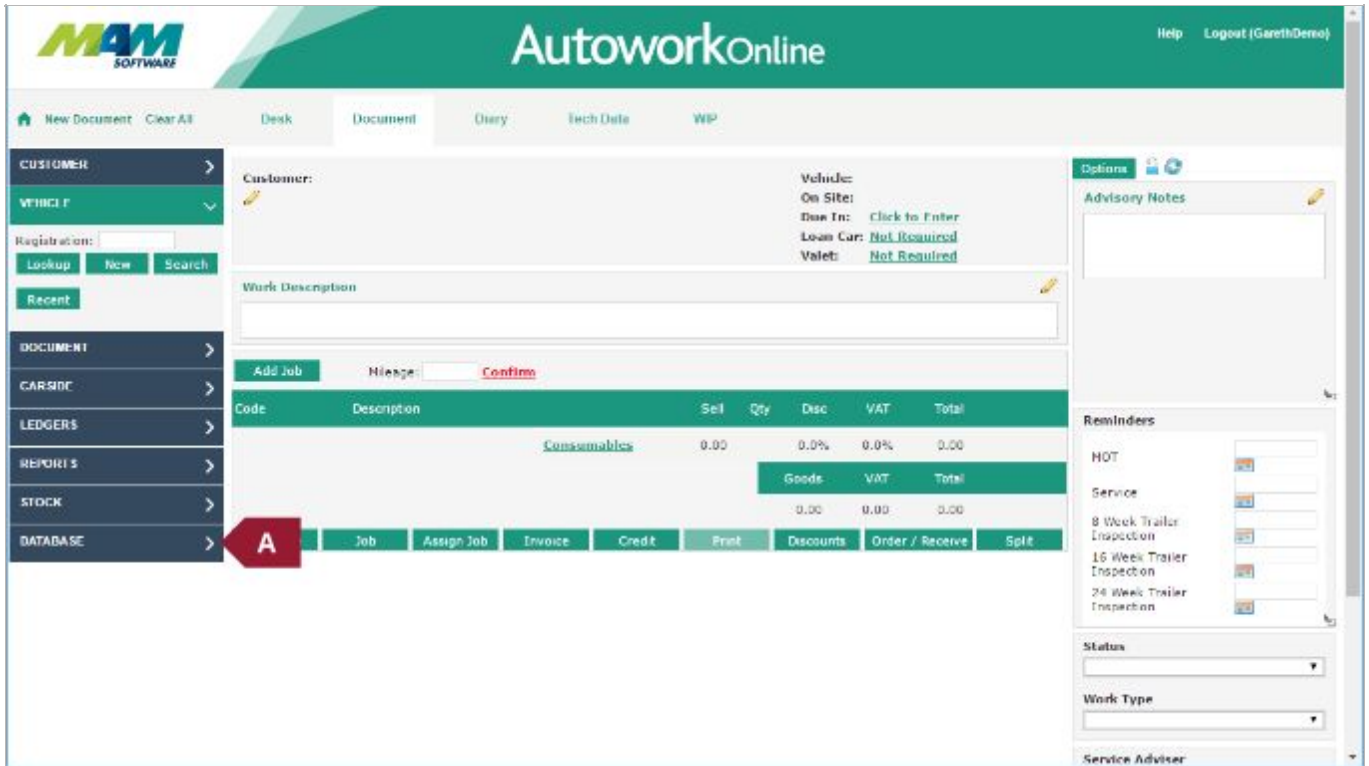 MAM
SOFTWARE
AutoworkOnline
Help Logout (GarethDemo)
New Document Clear All
Desk Document Diary Tech Data WIP
CUSTOMER
VEHICLE
Registration:
Lookup New Search
Recent
DOCUMENT
CARSIDE
LEDGERS
REPORTS
STOCK
DATABASE
A
Customer:
Vehicle:
On Site:
Due In: Click to Enter
Loan Car: Not Required
Valet: Not Required
Work Description
Add Job Mileage: Confirm
Code Description Sell Qty Disc VAT Total
Consumables 0.00 0.0% 0.0% 0.00
Goods VAT Total
0.00 0.00 0.00
Job Assign Job Invoice Credit Print Discounts Order / Receive Split
Options
Advisory Notes
Reminders
MOT
Service
8 Week Trailer
Inspection
16 Week Trailer
Inspection
24 Week Trailer
Inspection
Status
Work Type
Service Adviser